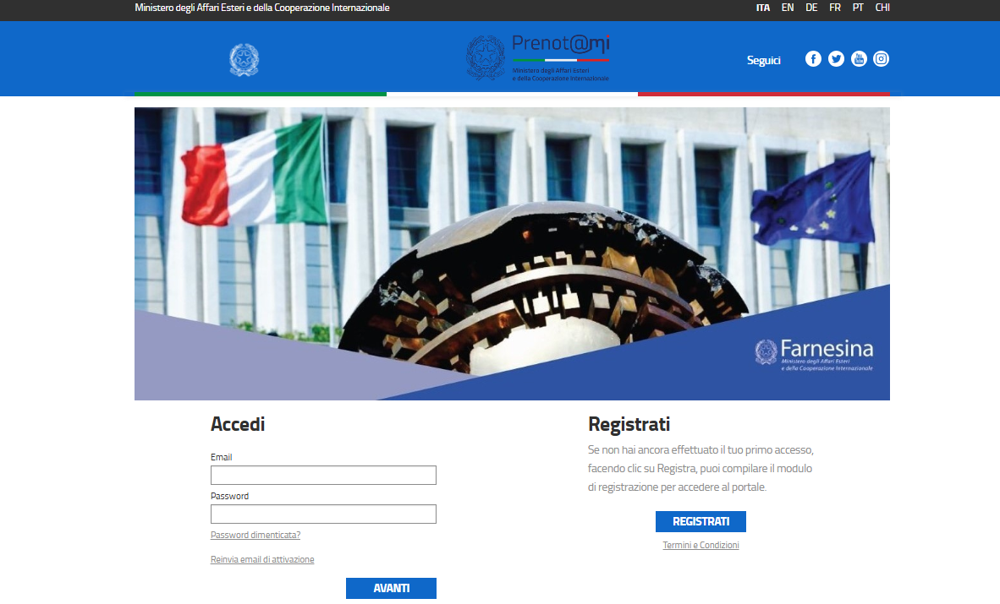 Ministero degli Affari Esteri e della Cooperazione Internazionale
ITA EN DE FR PT CHI
Prenot@mi
Ministero degli Affari Esteri
e della Cooperazione Internazionale
Seguici
You Tube
Farnesina
Ministero degli Affari Esteri
e della Cooperazione Internazionale
Accedi
Email
Password
Password dimenticata?
Reinvia email di attivazione
AVANTI
Registrati
Se non hai ancora effettuato il tuo primo accesso,
facendo clic su Registra, puoi compilare il modulo
di registrazione per accedere al portale.
REGISTRATI
Termini e Condizioni